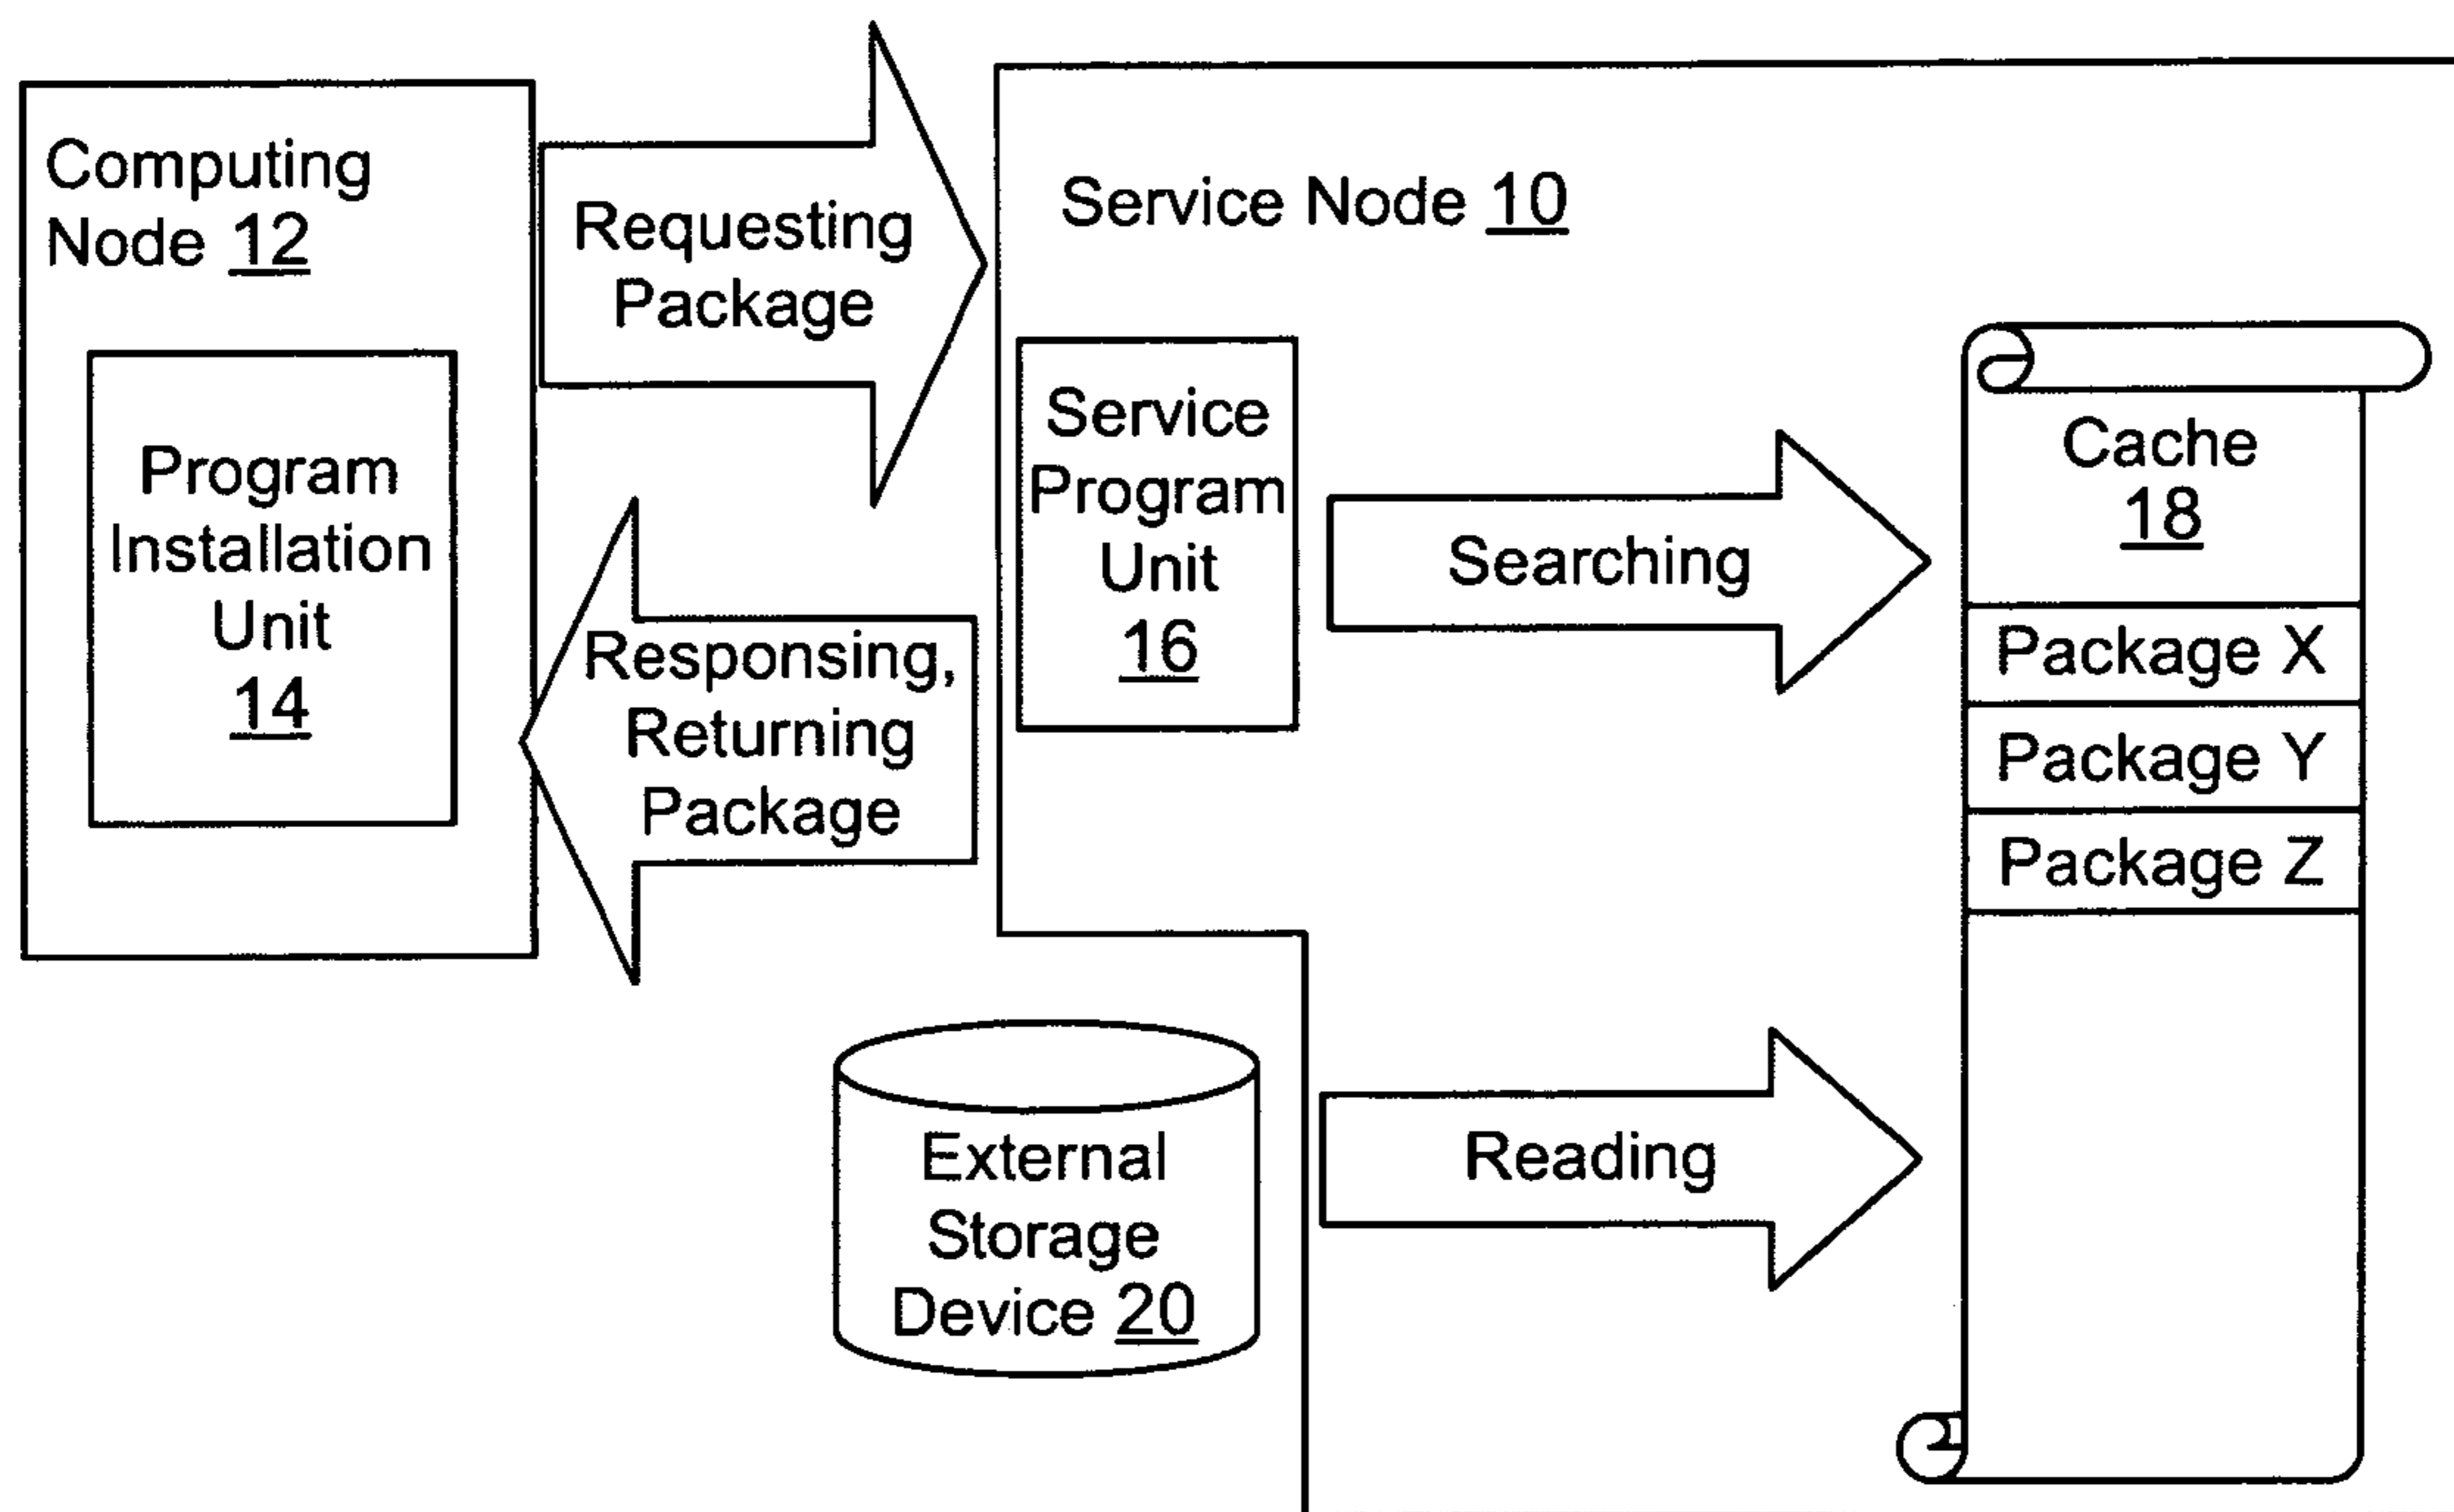 Computing
Node 12
Program
Installation
Unit
14
Requesting
Package
Responsing,
Returning
Package
Service Node 10
Service
Program
Unit
16
Searching
Cache
18
Package X
Package Y
Package Z
External
Storage
Device 20
Reading